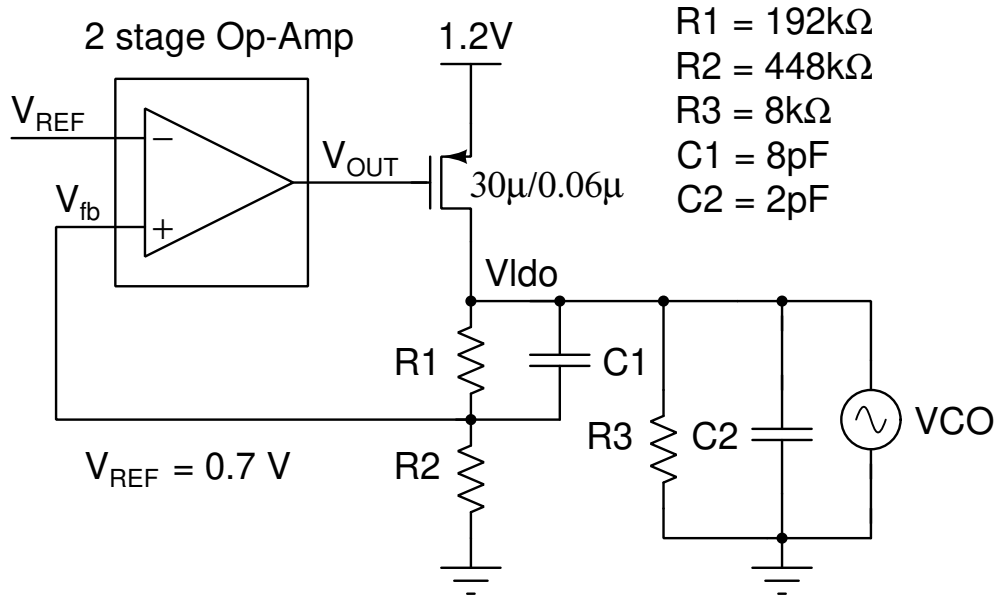 2 stage Op-Amp
1.2V
R1 = 192kΩ
R2 = 448kΩ
R3 = 8kΩ
C1 = 8pF
C2 = 2pF
VREF
−
VOUT
30μ/0.06μ
Vfb
+
Vldo
R1
C1
R3
C2
VCO
VREF = 0.7 V
R2